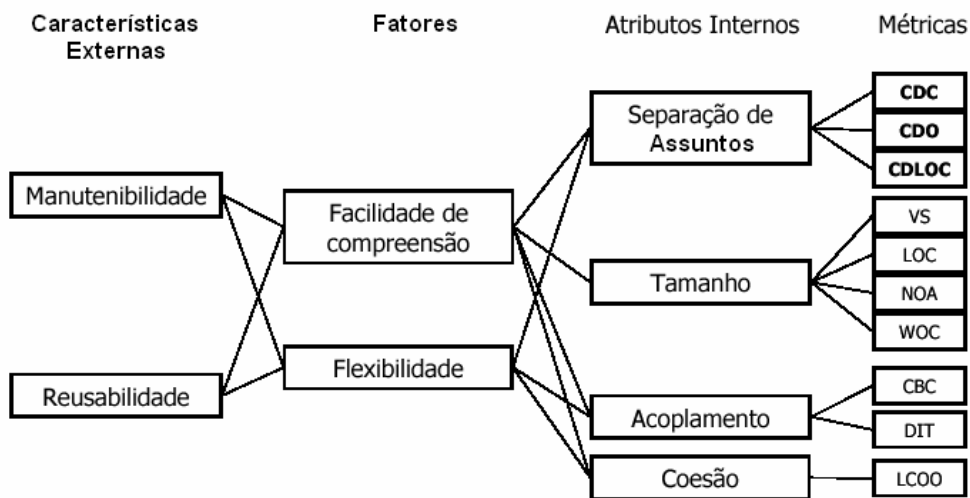 Características
Externas
Fatores
Atributos Internos
Métricas
Manutenibilidade
Reusabilidade
Facilidade de
compreensão
Flexibilidade
Separação de
Assuntos
Tamanho
Acoplamento
Coesão
CDC
CDO
CDLOC
VS
LOC
NOA
WOC
CBC
DIT
LCOO